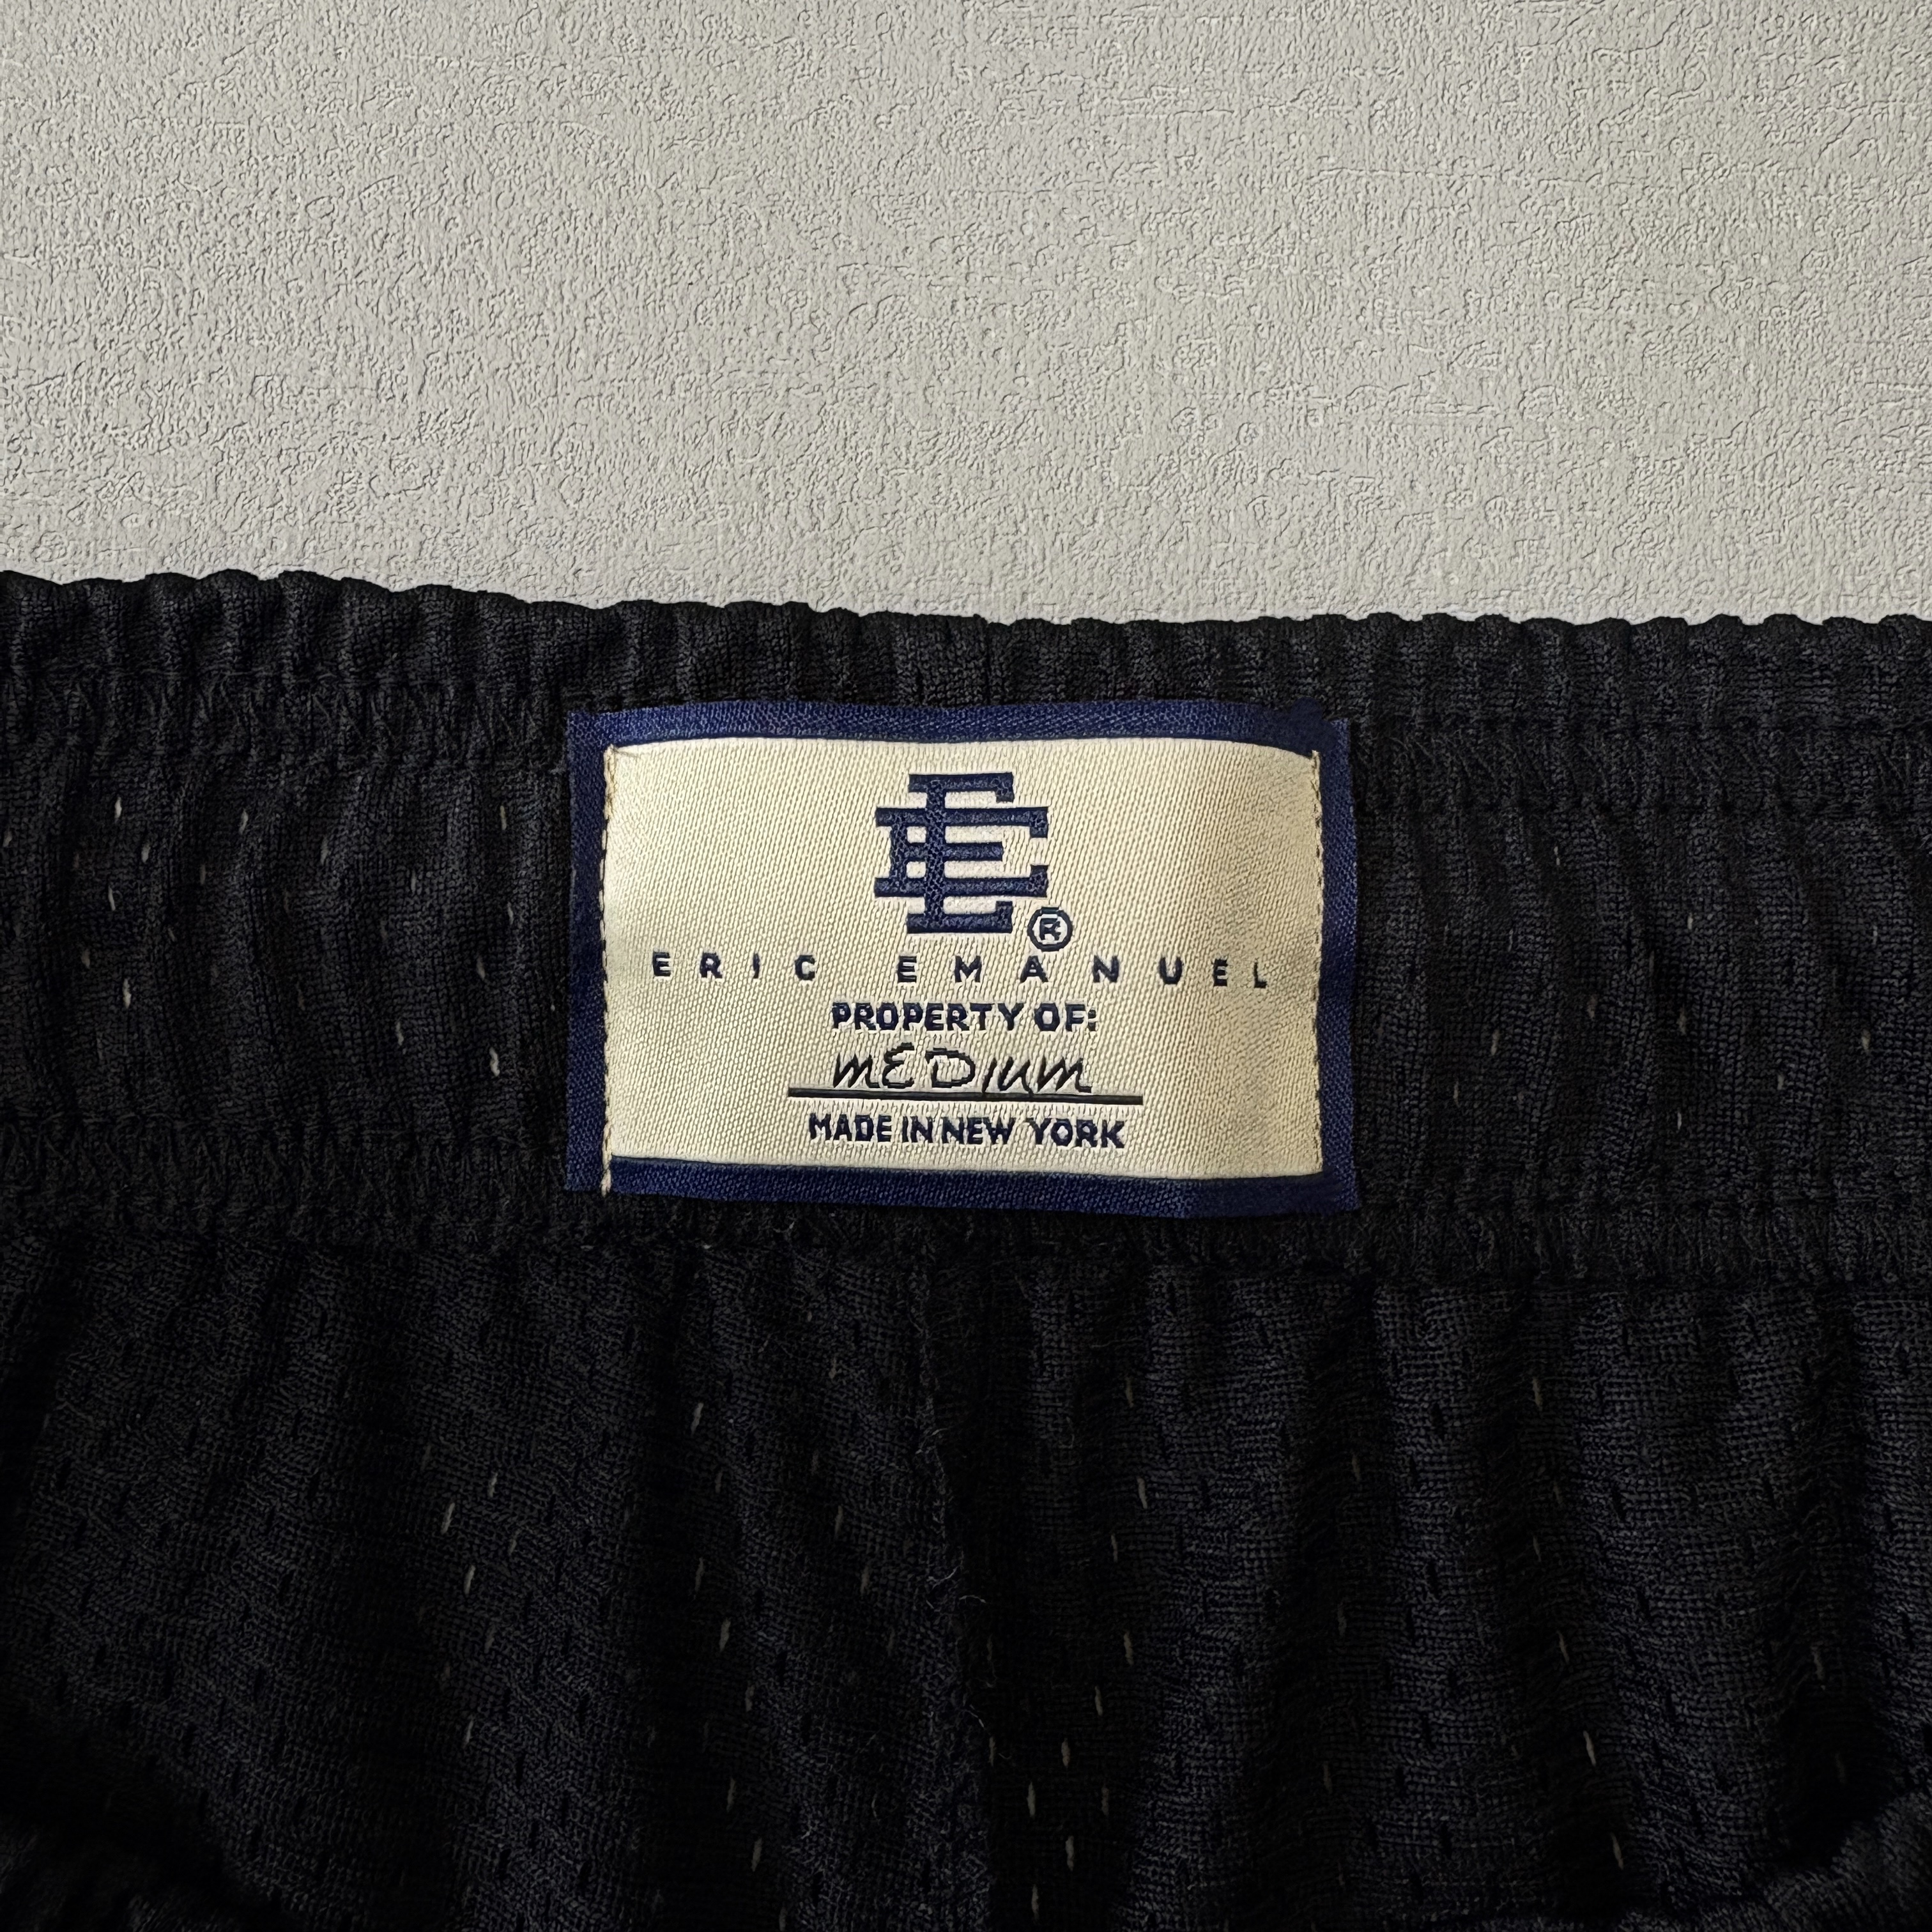 EE®
ERIC EMANUEL
PROPERTY OF:
mEDIum
MADE IN NEW YORK